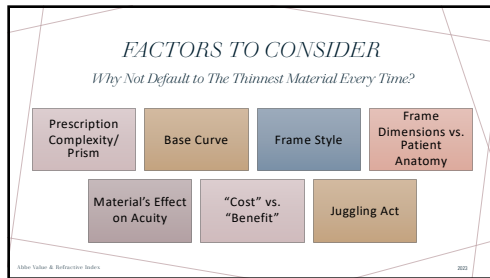 FACTORS TO CONSIDER
Why Not Default to The Thinnest Material Every Time?
Prescription
Complexity/
Prism
Base Curve
Frame Style
Frame
Dimensions vs.
Patient
Anatomy
Material's Effect
on Acuity
"Cost" vs.
"Benefit"
Juggling Act
Abbe Value & Refractive Index
2023